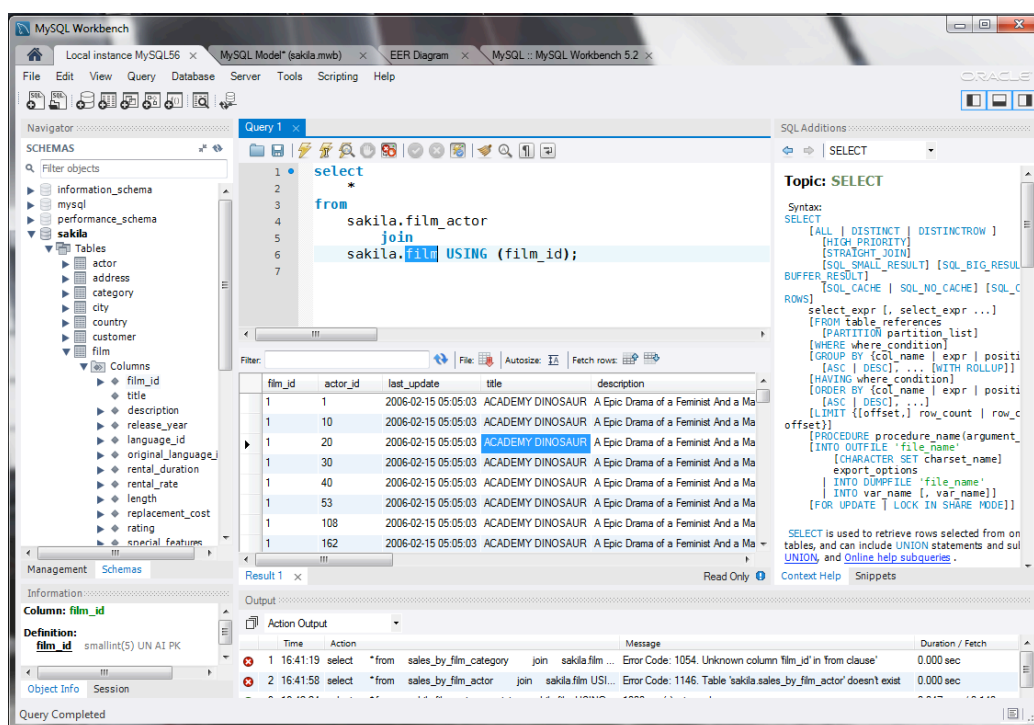 MySQL Workbench
Local instance MySQL56 MySQL Model* (sakila.mwb) EER Diagram MySQL :: MySQL Workbench 5.2
File Edit View Query Database Server Tools Scripting Help
ORACLE
Navigator
SCHEMAS
Filter objects
information_schema
mysql
performance_schema
sakila
Tables
actor
address
category
city
country
customer
film
Columns
film_id
title
description
release_year
language_id
original_language_i
rental_duration
rental_rate
length
replacement_cost
rating
special_features
Management Schemas
Information
Column: film_id
Definition:
film_id smallint(5) UN AI PK
Object Info Session
Query Completed
Query 1
1 select
2 *
3 from
4 sakila.film_actor
5 join
6 sakila.film USING (film_id);
7
Filter: File: Autosize: Fetch rows:
film_id actor_id last_update title description
1 1 2006-02-15 05:05:03 ACADEMY DINOSAUR A Epic Drama of a Feminist And a Ma
1 10 2006-02-15 05:05:03 ACADEMY DINOSAUR A Epic Drama of a Feminist And a Ma
1 20 2006-02-15 05:05:03 ACADEMY DINOSAUR A Epic Drama of a Feminist And a Ma
1 30 2006-02-15 05:05:03 ACADEMY DINOSAUR A Epic Drama of a Feminist And a Ma
1 40 2006-02-15 05:05:03 ACADEMY DINOSAUR A Epic Drama of a Feminist And a Ma
1 53 2006-02-15 05:05:03 ACADEMY DINOSAUR A Epic Drama of a Feminist And a Ma
1 108 2006-02-15 05:05:03 ACADEMY DINOSAUR A Epic Drama of a Feminist And a Ma
1 162 2006-02-15 05:05:03 ACADEMY DINOSAUR A Epic Drama of a Feminist And a Ma
Result 1 Read Only
Output
Action Output
Time Action Message Duration / Fetch
1 16:41:19 select * from sales_by_film_category join sakila.film ... Error Code: 1054. Unknown column 'film_id' in 'from clause' 0.000 sec
2 16:41:58 select * from sales_by_film_actor join sakila.film USI... Error Code: 1146. Table 'sakila.sales_by_film_actor' doesn't exist 0.000 sec
SQL Additions
SELECT
Topic: SELECT
Syntax:
SELECT
[ALL | DISTINCT | DISTINCTROW ]
[HIGH_PRIORITY]
[STRAIGHT_JOIN]
[SQL_SMALL_RESULT] [SQL_BIG_RESUL
BUFFER_RESULT]
[SQL_CACHE | SQL_NO_CACHE] [SQL_C
ROWS]
select_expr [, select_expr ...]
[FROM table_references
[PARTITION partition_list]
[WHERE where_condition]
[GROUP BY {col_name | expr | positi
[ASC | DESC], ... [WITH ROLLUP]]
[HAVING where_condition]
[ORDER BY {col_name | expr | positi
[ASC | DESC], ...]
[LIMIT {[offset,] row_count | row_c
offset}]
[PROCEDURE procedure_name(argument_
[INTO OUTFILE 'file_name'
[CHARACTER SET charset_name]
export_options
| INTO DUMPFILE 'file_name'
| INTO var_name [, var_name]]
[FOR UPDATE | LOCK IN SHARE MODE]]
SELECT is used to retrieve rows selected from on
tables, and can include UNION statements and sul
UNION, and Online help subqueries .
Context Help Snippets